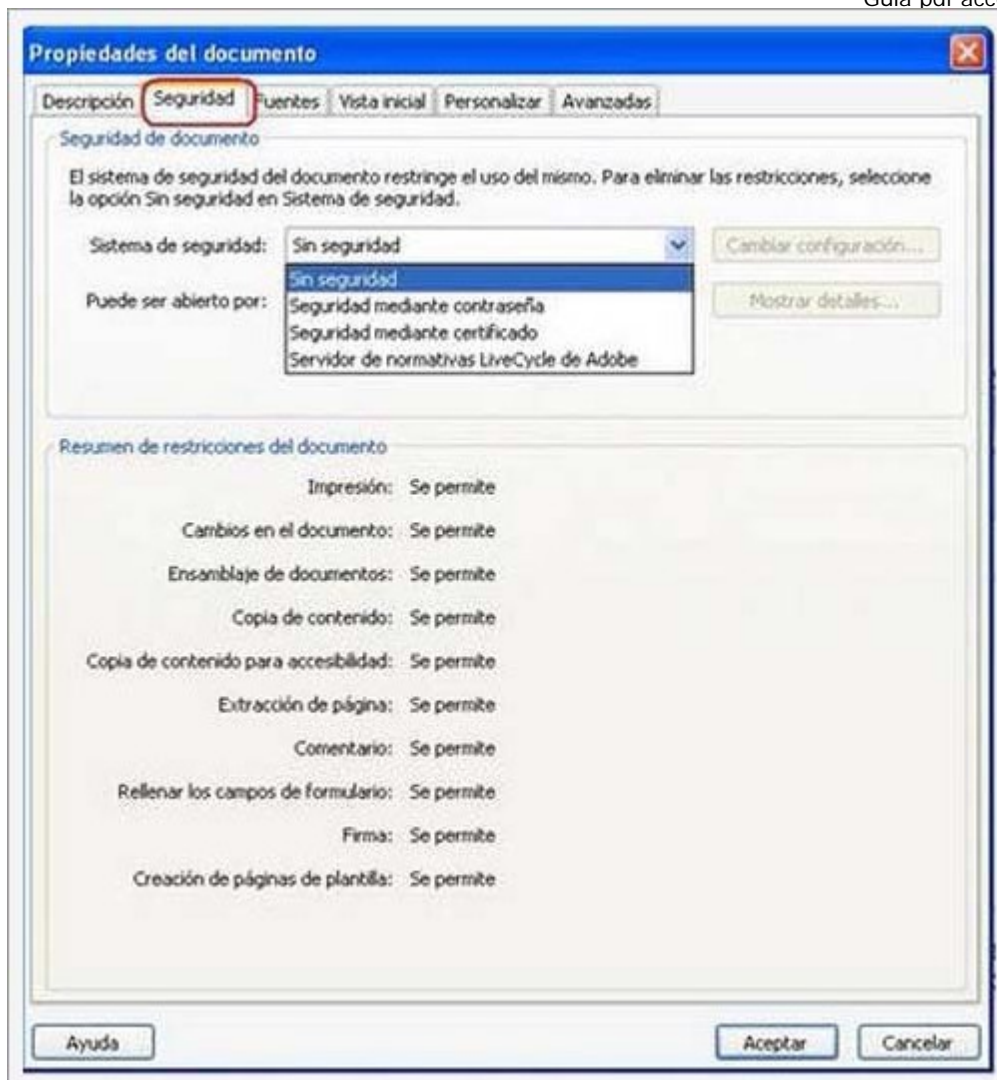 Guía pdf acc
Propiedades del documento
Descripción Seguridad Fuentes Vista inicial Personalizar Avanzadas
Seguridad de documento
El sistema de seguridad del documento restringe el uso del mismo. Para eliminar las restricciones, seleccione
la opción Sin seguridad en Sistema de seguridad.
Sistema de seguridad: Sin seguridad Cambiar configuración...
Sin seguridad
Puede ser abierto por: Seguridad mediante contraseña Mostrar detalles...
Seguridad mediante certificado
Servidor de normativas LiveCycle de Adobe
Resumen de restricciones del documento
Impresión: Se permite
Cambios en el documento: Se permite
Ensamblaje de documentos: Se permite
Copia de contenido: Se permite
Copia de contenido para accesibilidad: Se permite
Extracción de página: Se permite
Comentario: Se permite
Rellenar los campos de formulario: Se permite
Firma: Se permite
Creación de páginas de plantilla: Se permite
Ayuda Aceptar Cancelar